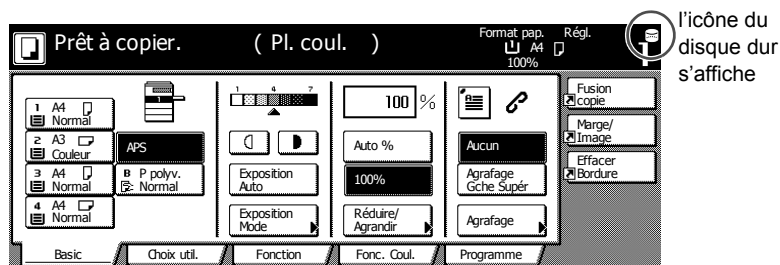 Prêt à copier. ( Pl. coul. )
Format pap. Régl.
A4
100%
1
l'icône du
disque dur
s'affiche
1 A4
Normal
2 A3
Couleur
3 A4
Normal
4 A4
Normal
1
APS
B P polyv.
Normal
1 4 7
Exposition
Auto
Exposition
Mode
100 %
Auto %
100%
Réduire/
Agrandir
Aucun
Agrafage
Gche Supér
Agrafage
Fusion
copie
Marge/
Image
Effacer
Bordure
Basic
Choix util.
Fonction
Fonc. Coul.
Programme